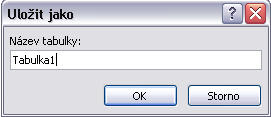 Uložit jako
Název tabulky:
Tabulka1
OK
Storno